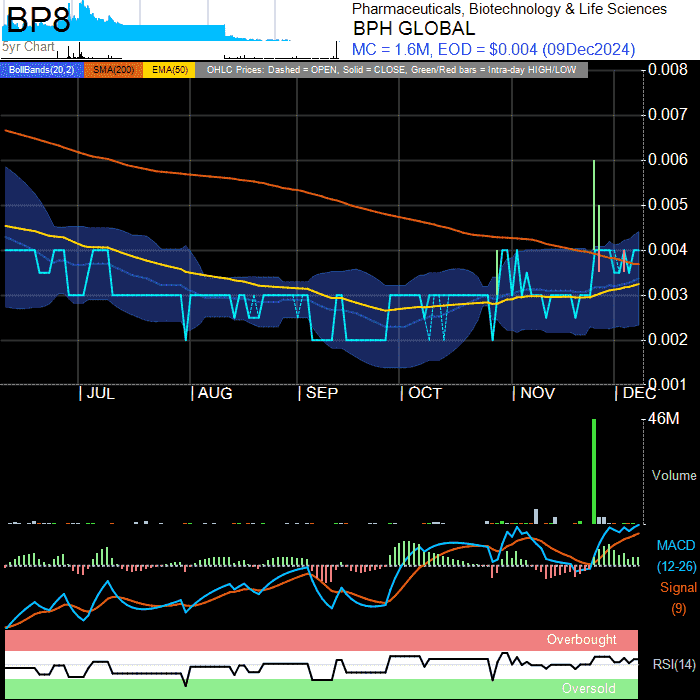 BP8
5yr Chart
Pharmaceuticals, Biotechnology & Life Sciences
BPH GLOBAL
MC = 1.6M, EOD = $0.004 (09Dec2024)
BollBands(20,2) SMA(200) EMA(50) OHLC Prices: Dashed = OPEN, Solid = CLOSE, Green/Red bars = Intra-day HIGH/LOW
0.008
0.007
0.006
0.005
0.004
0.003
0.002
0.001
JUL AUG SEP OCT NOV DEC
46M
Volume
MACD
(12-26)
Signal
(9)
Overbought
RSI(14)
Oversold